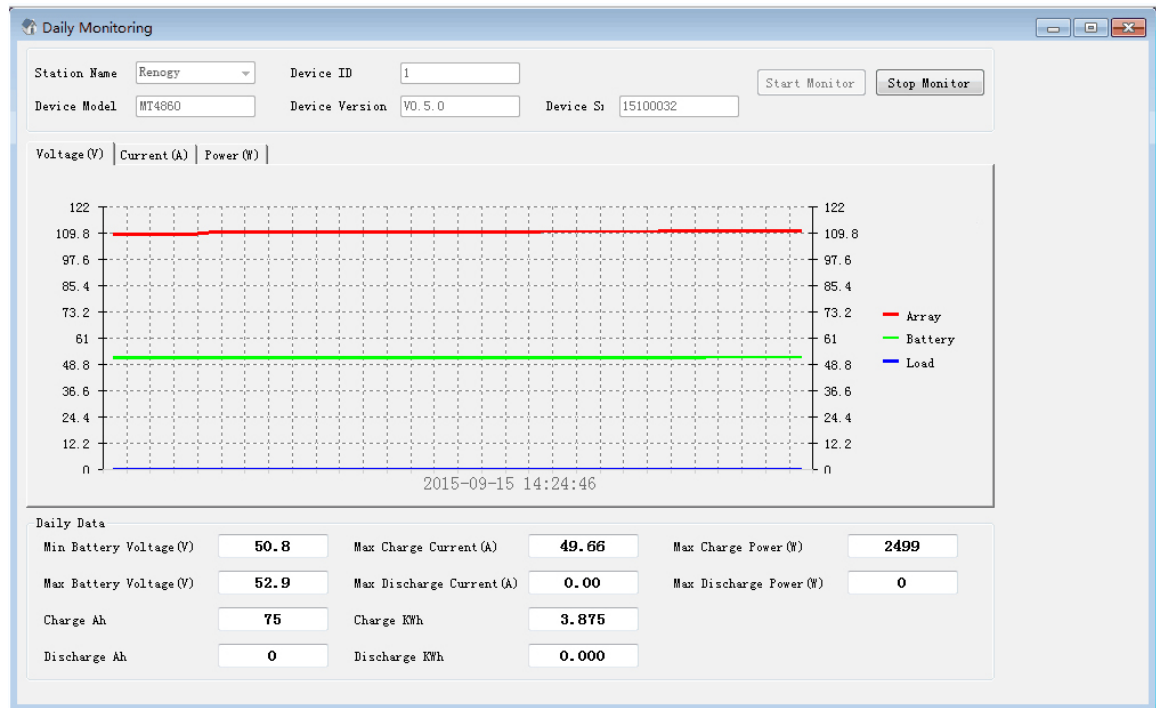 Daily Monitoring
Station Name Renogy Device ID 1
Start Monitor Stop Monitor
Device Model MT4860 Device Version V0.5.0 Device S 15100032
Voltage(V) Current(A) Power(W)
122 122
109.8 109.8
97.6 97.6
85.4 85.4
73.2 73.2
Array
61 61
Battery
48.8 48.8
Load
36.6 36.6
24.4 24.4
12.2 12.2
0 0
2015-09-15 14:24:46
Daily Data
Min Battery Voltage(V) 50.8 Max Charge Current(A) 49.66 Max Charge Power(W) 2499
Max Battery Voltage(V) 52.9 Max Discharge Current(A) 0.00 Max Discharge Power(W) 0
Charge Ah 75 Charge KWh 3.875
Discharge Ah 0 Discharge KWh 0.000